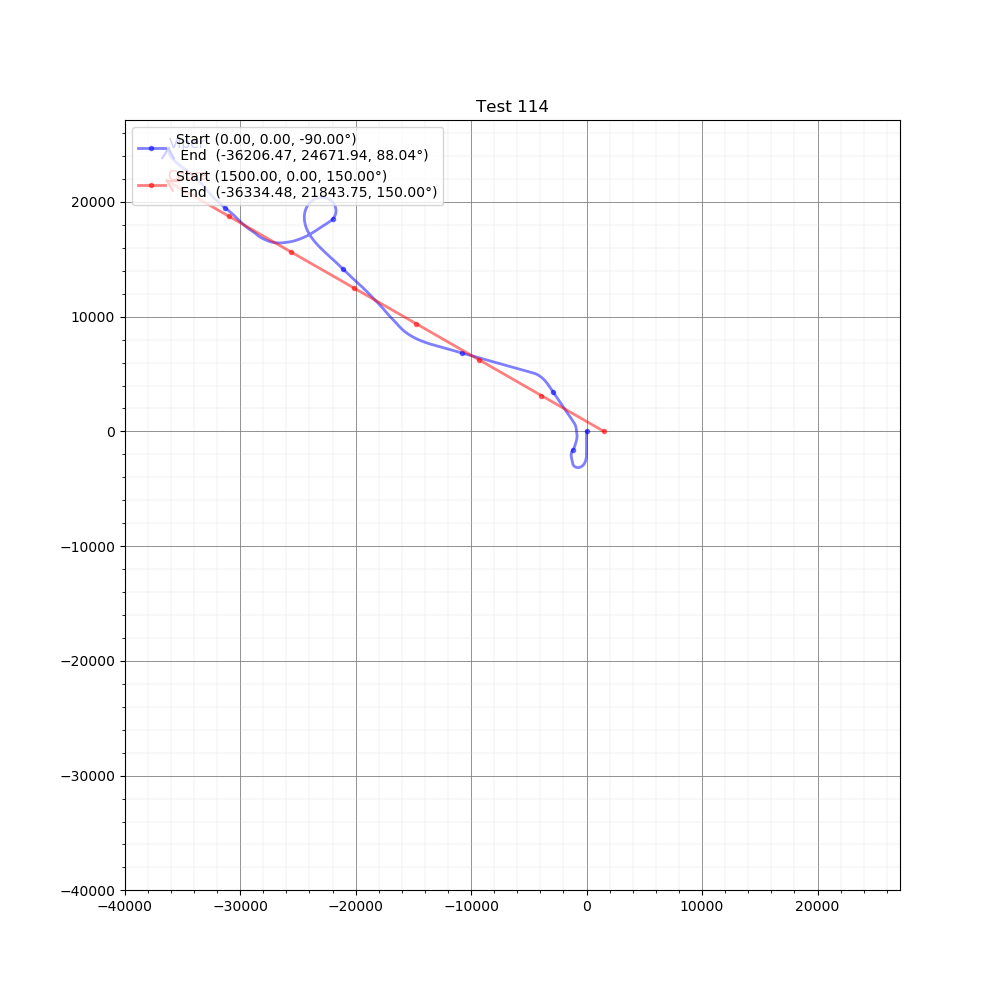 Test 114
Start (0.00, 0.00, -90.00°)
End (-36206.47, 24671.94, 88.04°)
Start (1500.00, 0.00, 150.00°)
End (-36334.48, 21843.75, 150.00°)
20000
10000
0
−10000
−20000
−30000
−40000
−40000 −30000 −20000 −10000 0 10000 20000